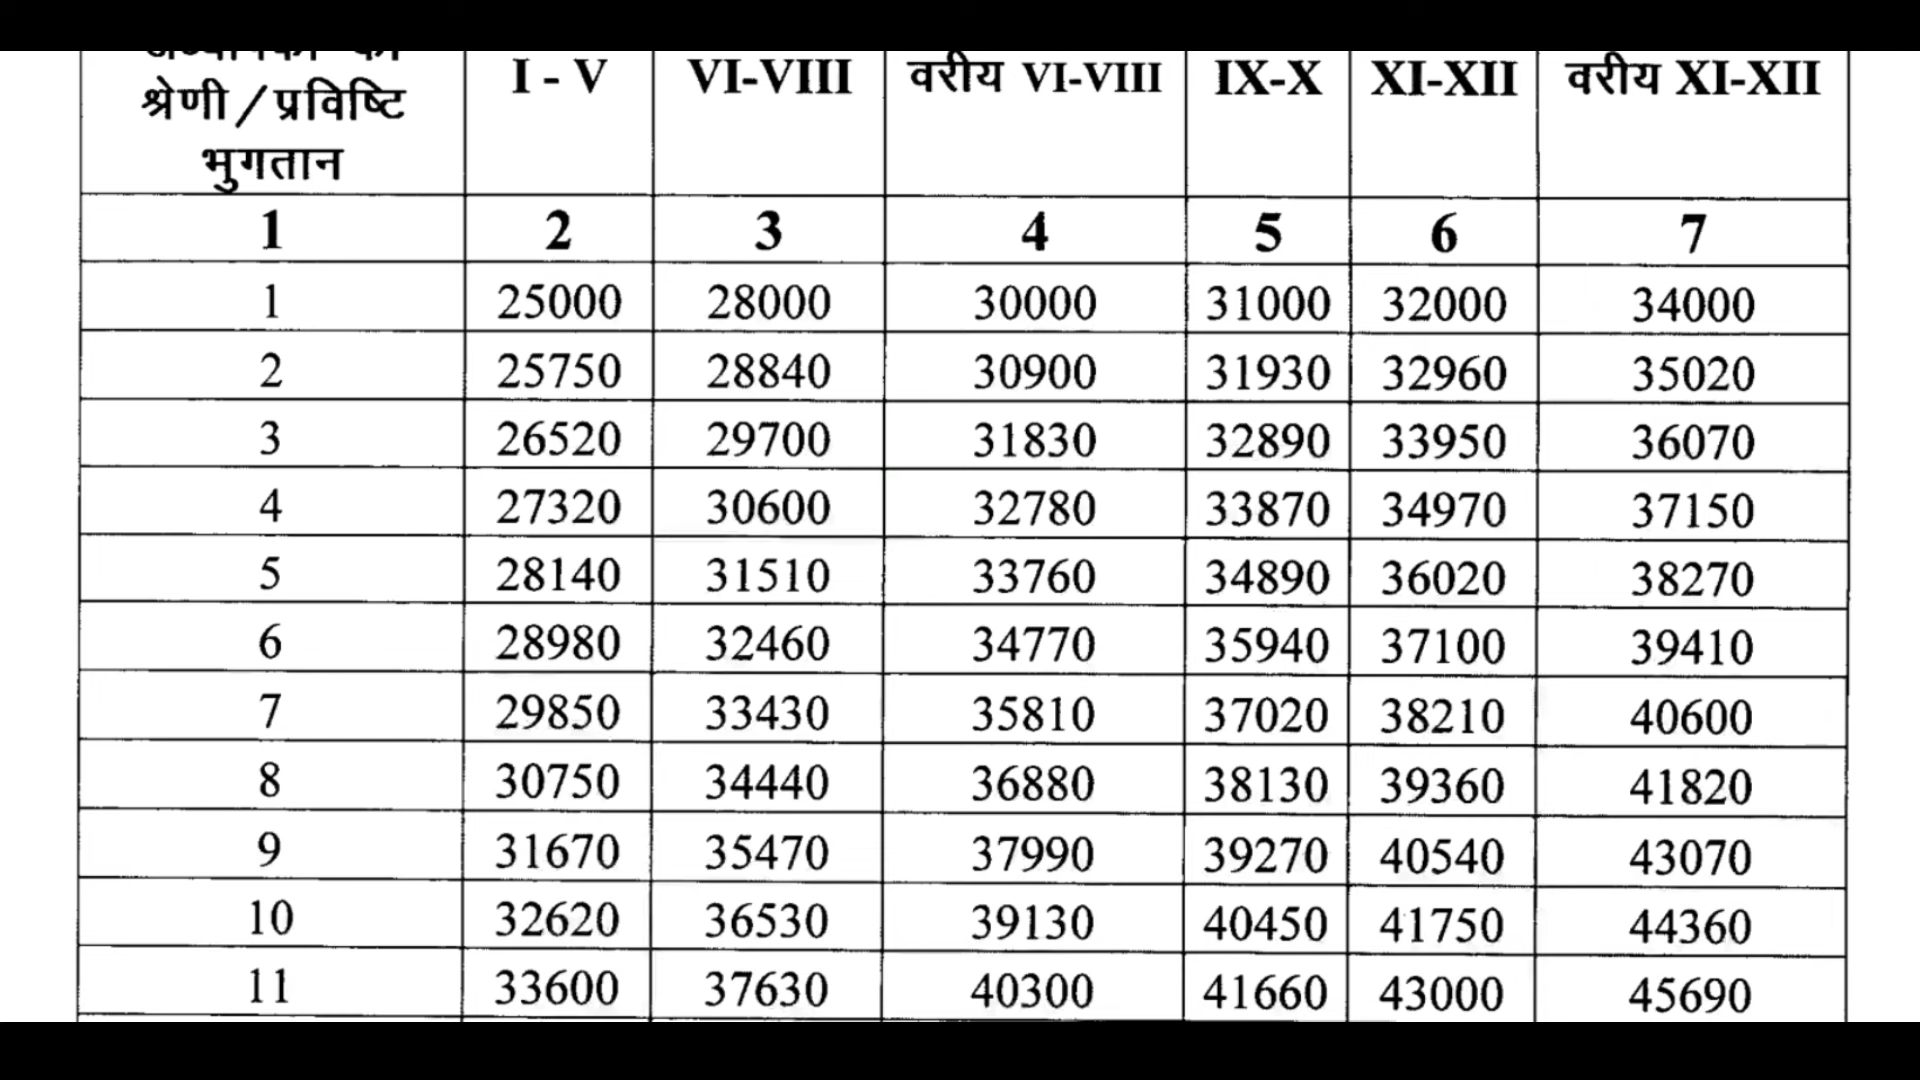 श्रेणी/प्रविष्टि भुगतान I - V VI-VIII वरीय VI-VIII IX-X XI-XII वरीय XI-XII
1 2 3 4 5 6 7
1 25000 28000 30000 31000 32000 34000
2 25750 28840 30900 31930 32960 35020
3 26520 29700 31830 32890 33950 36070
4 27320 30600 32780 33870 34970 37150
5 28140 31510 33760 34890 36020 38270
6 28980 32460 34770 35940 37100 39410
7 29850 33430 35810 37020 38210 40600
8 30750 34440 36880 38130 39360 41820
9 31670 35470 37990 39270 40540 43070
10 32620 36530 39130 40450 41750 44360
11 33600 37630 40300 41660 43000 45690